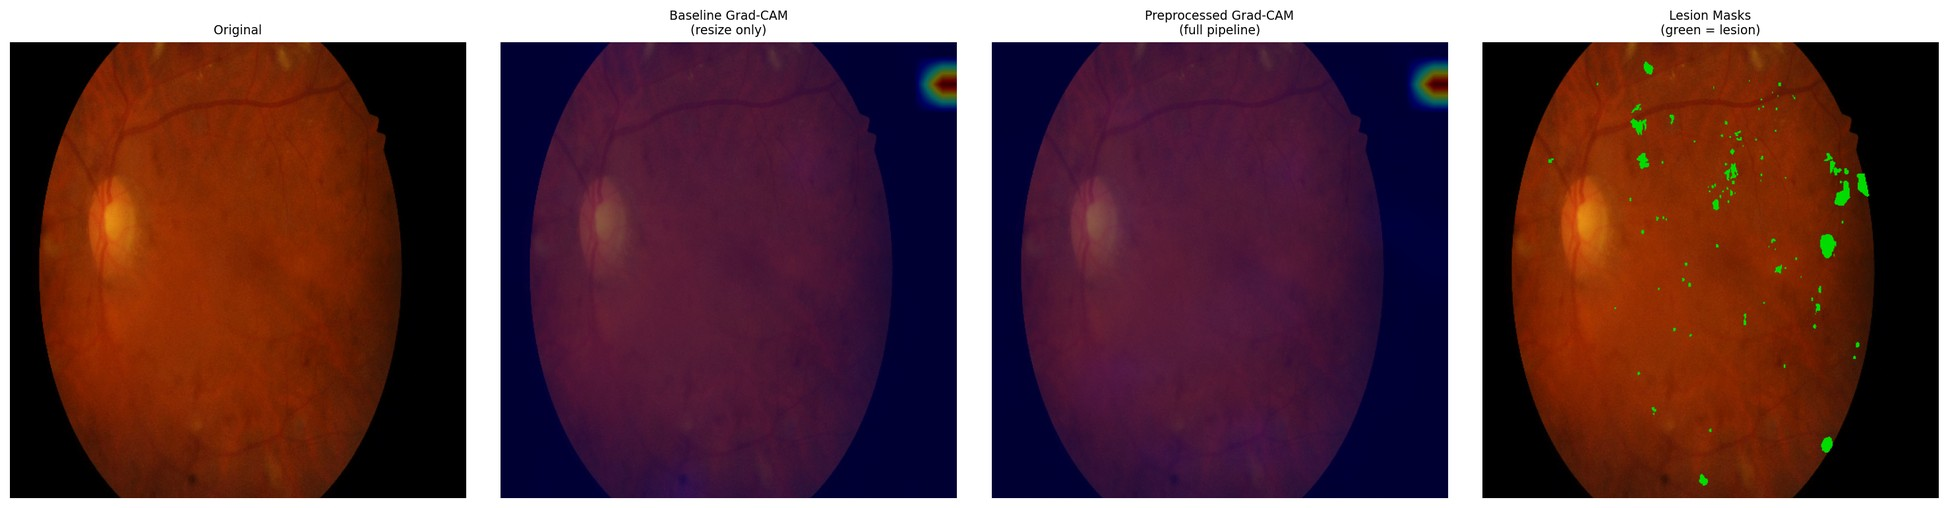 Original
Baseline Grad-CAM
(resize only)
Preprocessed Grad-CAM
(full pipeline)
Lesion Masks
(green = lesion)